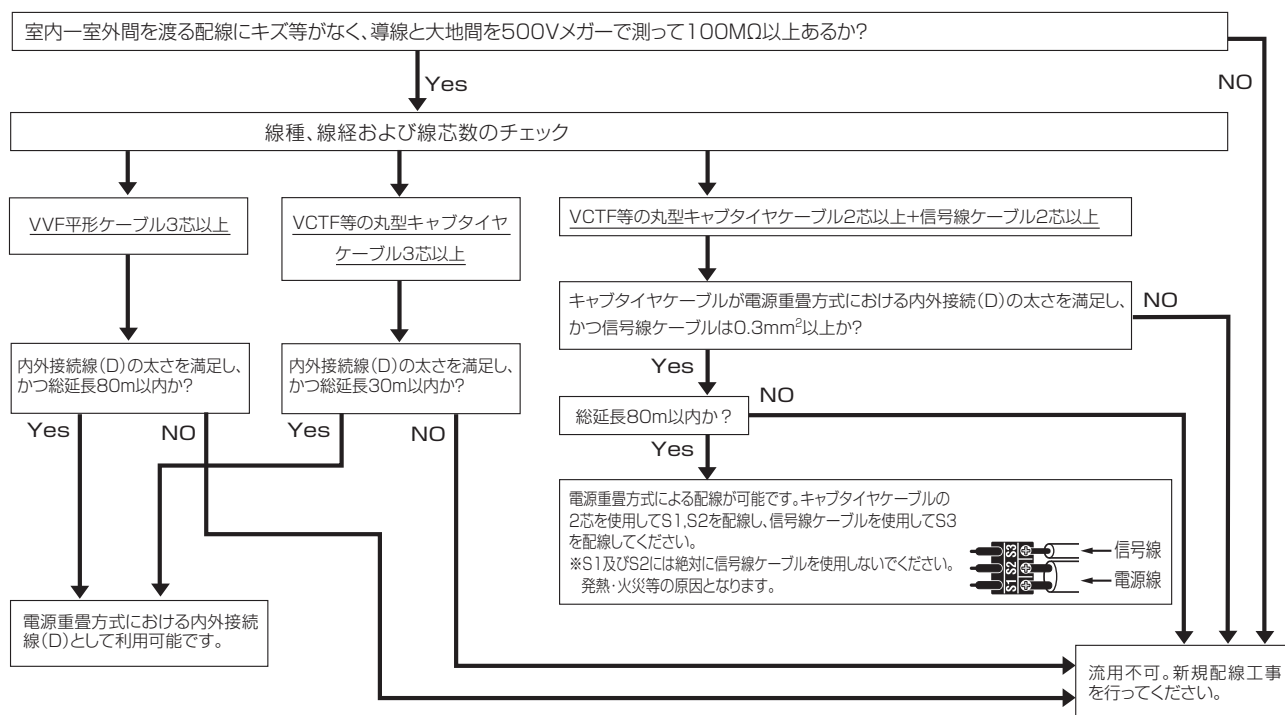 室内ー室外間を渡る配線にキズ等がなく、導線と大地間を500Vメガーで測って100MΩ以上あるか?
Yes
NO
線種、線経および線芯数のチェック
VVF平形ケーブル3芯以上
VCTF等の丸型キャブタイヤ
ケーブル3芯以上
VCTF等の丸型キャブタイヤケーブル2芯以上+信号線ケーブル2芯以上
キャブタイヤケーブルが電源重畳方式における内外接続(D)の太さを満足し、
かつ信号線ケーブルは0.3mm²以上か?
NO
Yes
内外接続線(D)の太さを満足し、
かつ総延長80m以内か?
内外接続線(D)の太さを満足し、
かつ総延長30m以内か?
総延長80m以内か?
NO
Yes
NO
Yes
NO
Yes
電源重畳方式による配線が可能です。キャブタイヤケーブルの
2芯を使用してS1,S2を配線し、信号線ケーブルを使用してS3
を配線してください。
※S1及びS2には絶対に信号線ケーブルを使用しないでください。
発熱・火災等の原因となります。
S1 S2 S3
信号線
電源線
電源重畳方式における内外接続
線(D)として利用可能です。
流用不可。新規配線工事
を行ってください。